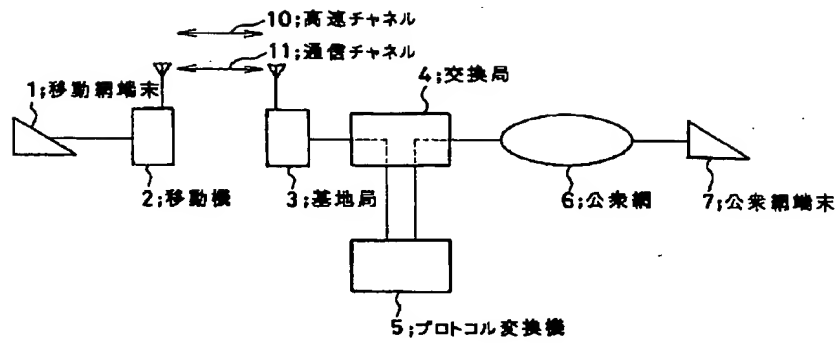 10;高速チャネル
11;通信チャネル
1;移動網端末
4;交換局
2;移動機
3;基地局
6;公衆網
7;公衆網端末
5;プロトコル変換機